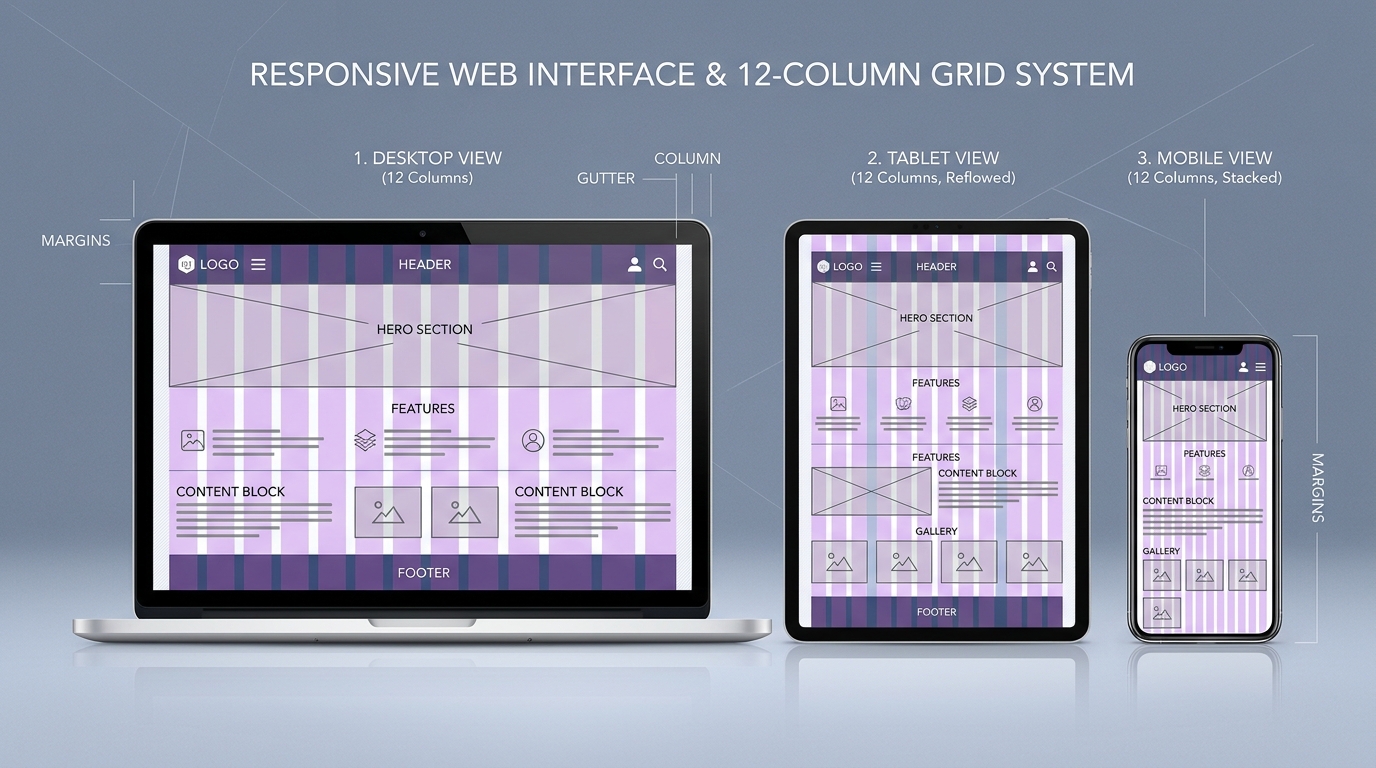 RESPONSIVE WEB INTERFACE & 12-COLUMN GRID SYSTEM
1. DESKTOP VIEW
(12 Columns)
COLUMN
GUTTER
MARGINS
LOGO
HEADER
HERO SECTION
FEATURES
CONTENT BLOCK
CONTENT BLOCK
FOOTER
2. TABLET VIEW
(12 Columns, Reflowed)
LOGO
HEADER
HERO SECTION
FEATURES
FEATURES
CONTENT BLOCK
GALLERY
FOOTER
3. MOBILE VIEW
(12 Columns, Stacked)
LOGO
HERO SECTION
FEATURES
CONTENT BLOCK
GALLERY
MARGINS